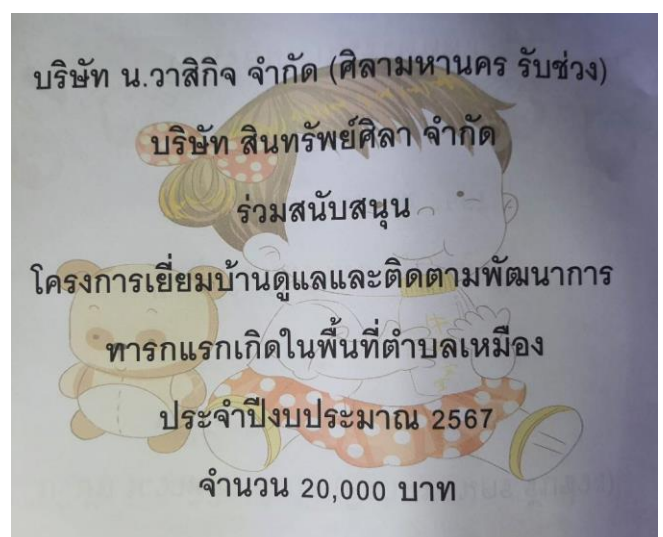 บริษัท น.วาสิกิจ จำกัด (ศิลามหานคร รับช่วง)
บริษัท สินทรัพย์ศิลา จำกัด
ร่วมสนับสนุน
โครงการเยี่ยมบ้านดูแลและติดตามพัฒนาการ
ทารกแรกเกิดในพื้นที่ตำบลเหมือง
ประจำปีงบประมาณ 2567
จำนวน 20,000 บาท